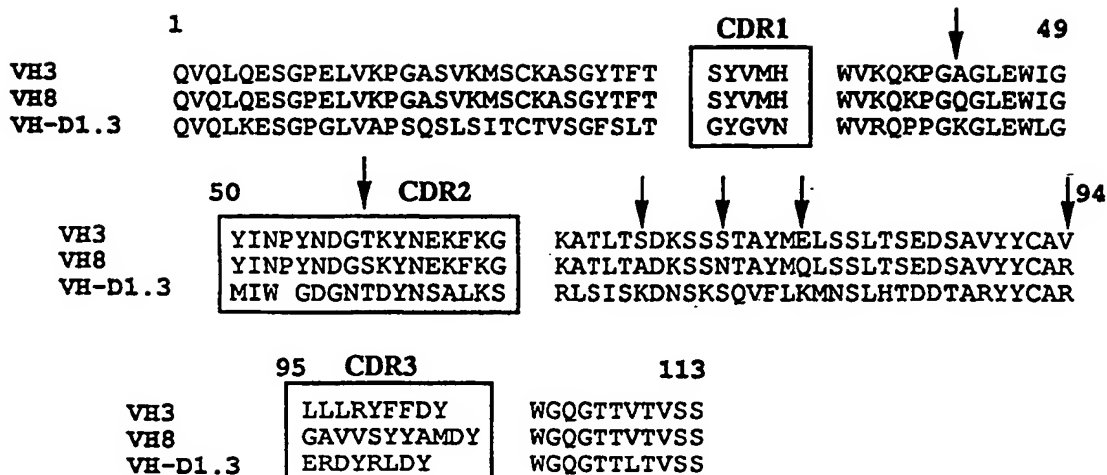 1 CDR1 49
VH3 QVQLQESGPELVKPGASVKMSCKASGYTFT SYVMH WVKQKPGAGLEWIG
VH8 QVQLQESGPELVKPGASVKMSCKASGYTFT SYVMH WVKQKPGQGLEWIG
VH-D1.3 QVQLKESGPGLVAPSQSLSITCTVSGFSLT GYGVN WVRQPPGKGLEWLG
50 CDR2 94
VH3 YINPYNDGTKYNEKFKG KATLTSDKSSSTAYMELSSLTSEDSAVYYCAV
VH8 YINPYNDGSKYNEKFKG KATLTADKSSNTAYMQLSSLTSEDSAVYYCAR
VH-D1.3 MIW GDGNTDYNSALKS RLSISKDNSKSQVFLKMNSLHTDDTARYYCAR
95 CDR3 113
VH3 LLLRYFFDY WGQGTTVTVSS
VH8 GAVVSYYAMDY WGQGTTVTVSS
VH-D1.3 ERDYRLDY WGQGTTLTVSS